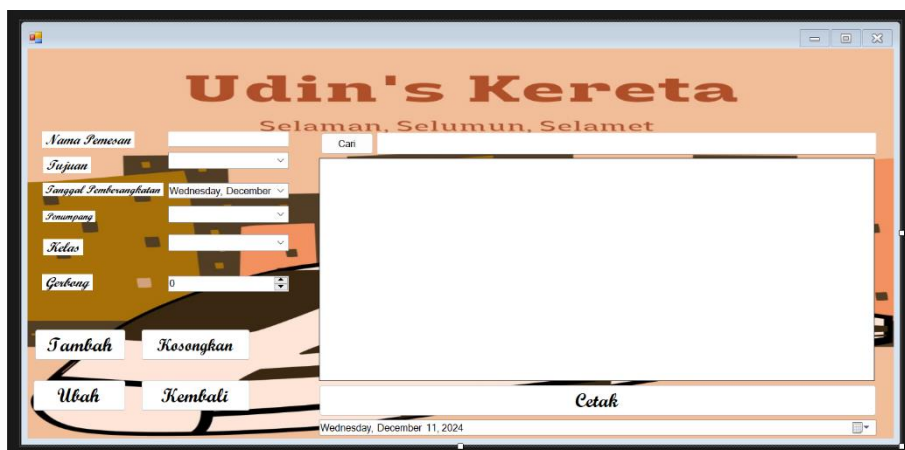 Udin's Kereta
Selaman, Selumun, Selamet
Nama Pemesan
Cari
Tujuan
Tanggal Pemberangkatan Wednesday, December
Penumpang
Kelas
Gerbong 0
Tambah Kosongkan
Ubah Kembali
Cetak
Wednesday, December 11, 2024